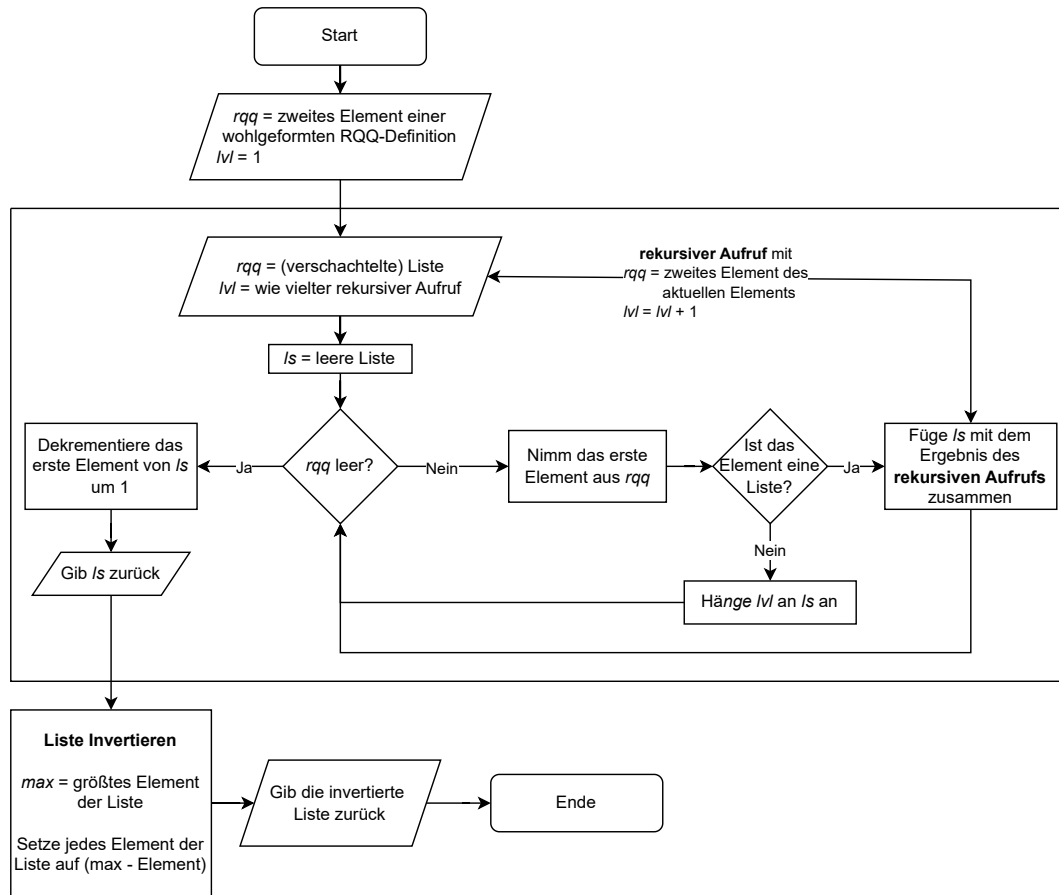 Start
rqq = zweites Element einer
wohlgeformten RQQ-Definition
lvl = 1
rqq = (verschachtelte) Liste
lvl = wie vielter rekursiver Aufruf
rekursiver Aufruf mit
rqq = zweites Element des
aktuellen Elements
lvl = lvl + 1
ls = leere Liste
Dekrementiere das
erste Element von ls
um 1
Ja
rqq leer?
Nein
Nimm das erste
Element aus rqq
Ist das
Element eine
Liste?
Ja
Füge ls mit dem
Ergebnis des
rekursiven Aufrufs
zusammen
Nein
Gib ls zurück
Hänge lvl an ls an
Liste Invertieren
max = größtes Element
der Liste
Setze jedes Element der
Liste auf (max - Element)
Gib die invertierte
Liste zurück
Ende